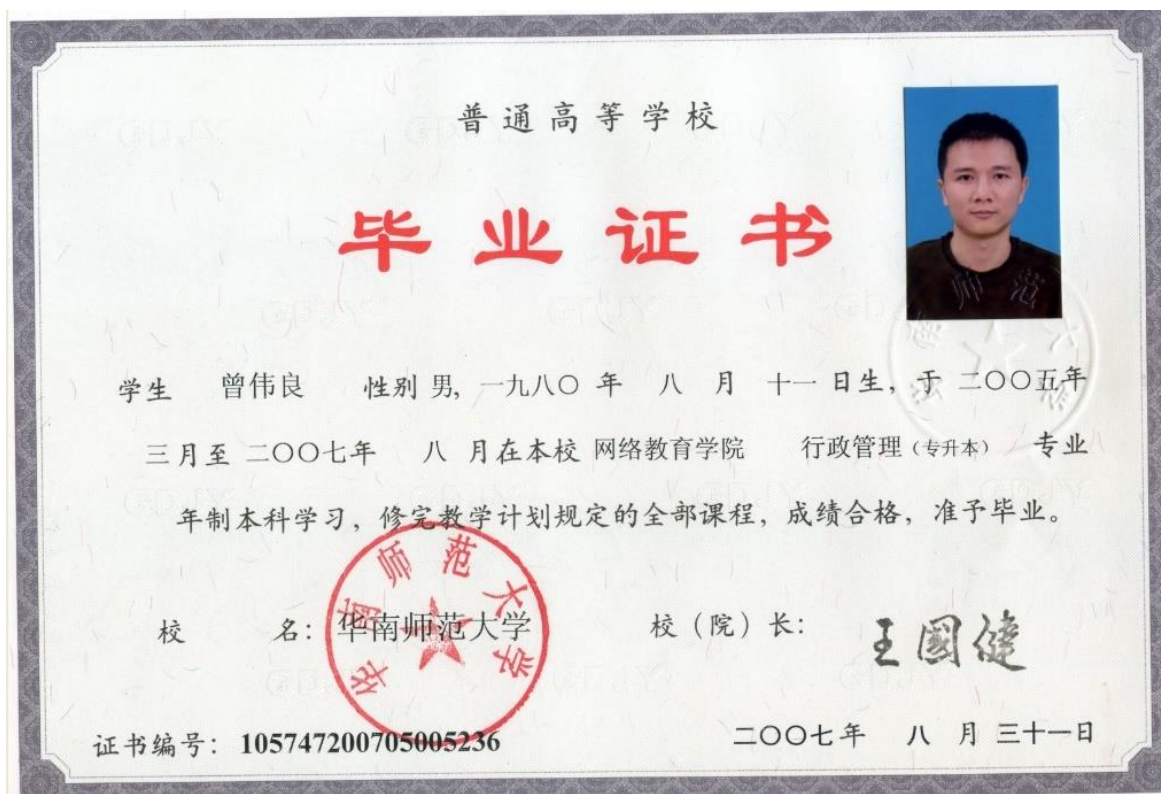 普通高等学校
毕业证书
学生 曾伟良 性别 男, 一九八〇 年 八 月 十一 日生, 于 二〇〇五年
三月至 二〇〇七年 八 月在本校 网络教育学院 行政管理(专升本) 专业
年制本科学习, 修完教学计划规定的全部课程, 成绩合格, 准予毕业。
校 名: 华南师范大学 校(院)长: 王國健
华南师范大学
证书编号: 105747200705005236 二〇〇七年 八 月 三十一日